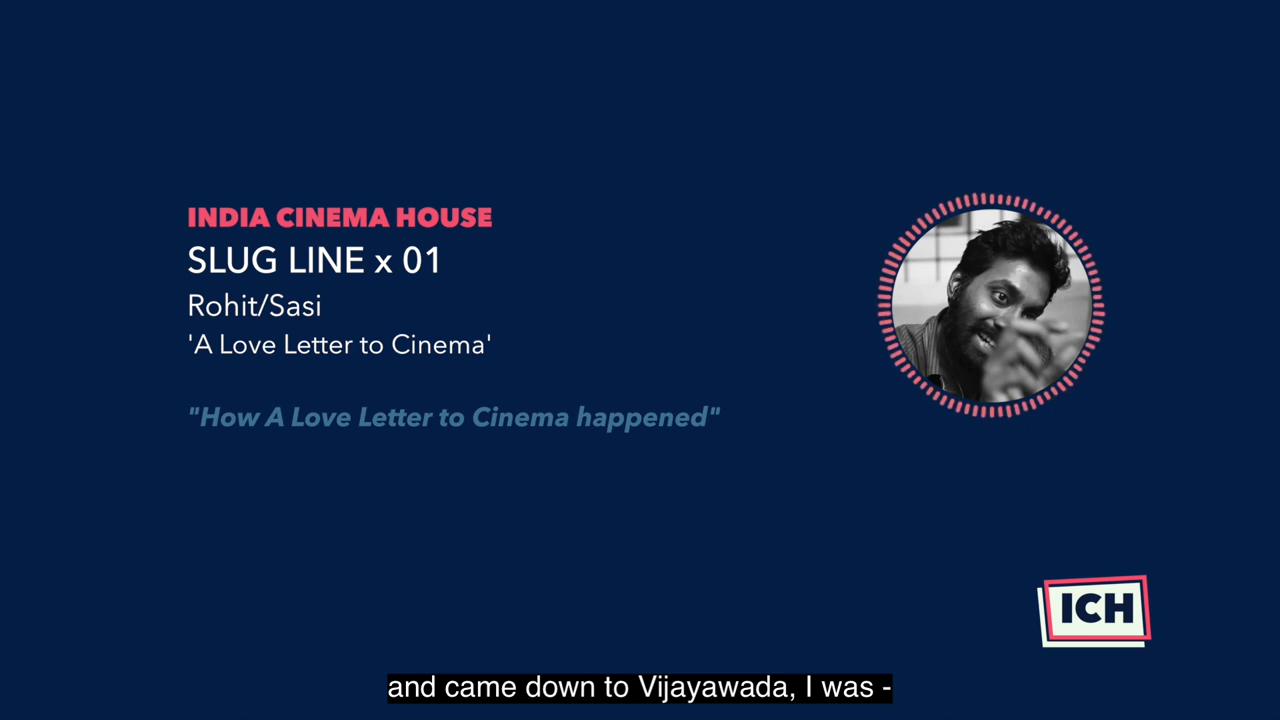 INDIA CINEMA HOUSE
SLUG LINE x 01
Rohit/Sasi
'A Love Letter to Cinema'
"How A Love Letter to Cinema happened"
ICH
and came down to Vijayawada, I was -